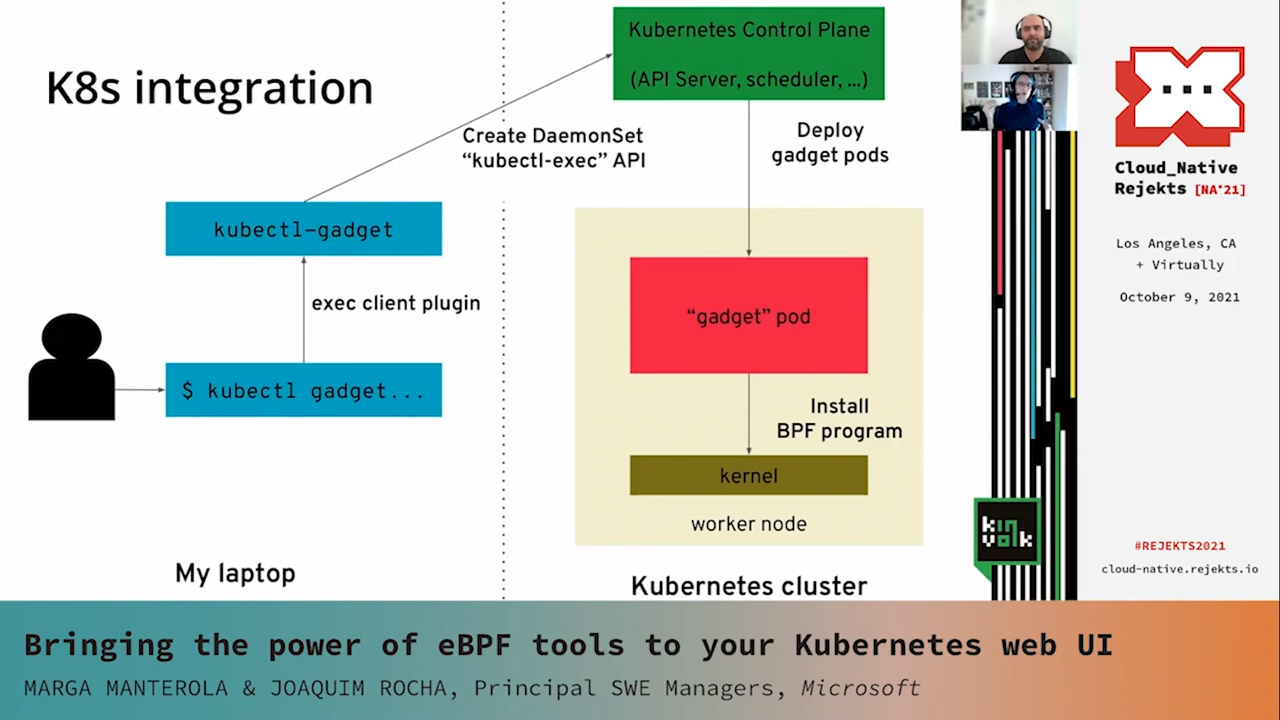 K8s integration
Kubernetes Control Plane
(API Server, scheduler, ...)
Create DaemonSet
“kubectl-exec” API
Deploy
gadget pods
kubectl-gadget
exec client plugin
$ kubectl gadget...
“gadget” pod
Install
BPF program
kernel
worker node
My laptop
Kubernetes cluster
kin
volk
Cloud_Native
Rejekts [NA'21]
Los Angeles, CA
+ Virtually
October 9, 2021
#REJEKTS2021
cloud-native.rejekts.io
Bringing the power of eBPF tools to your Kubernetes web UI
MARGA MANTEROLA & JOAQUIM ROCHA, Principal SWE Managers, Microsoft